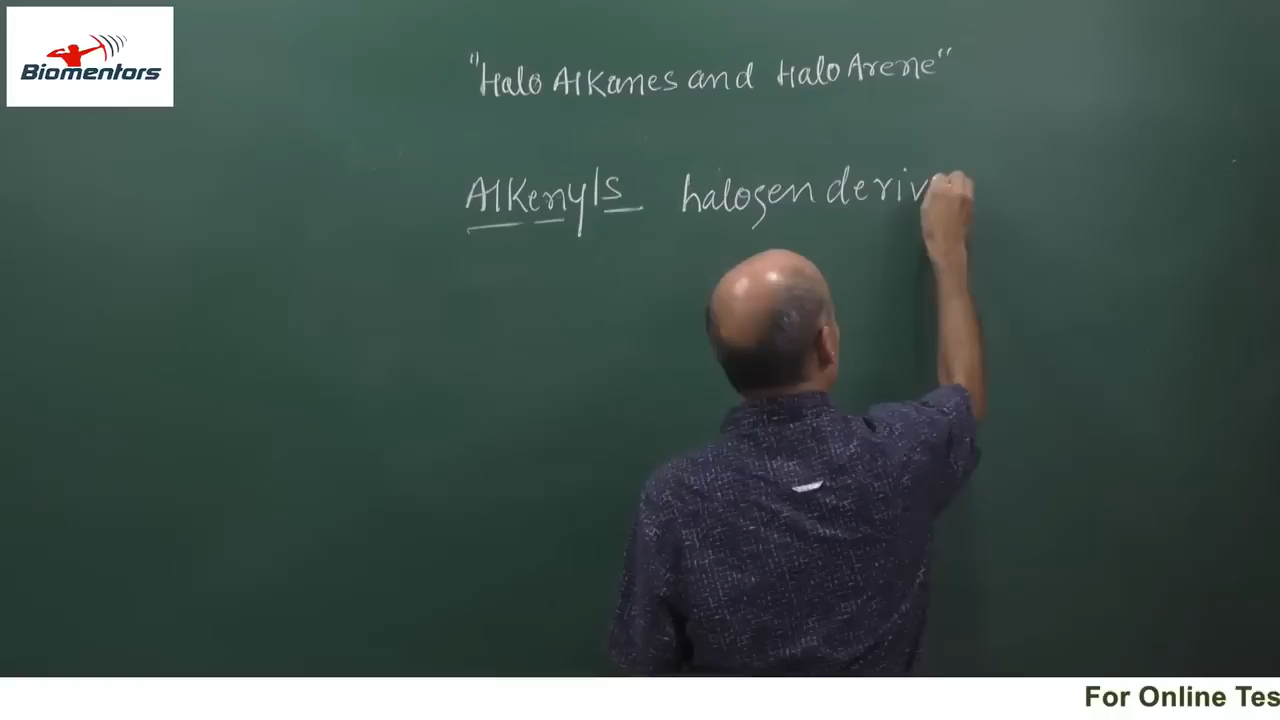 Biomentors
"Halo Alkanes and Halo Arene"
Alkenyls halogen deriv
For Online Tes